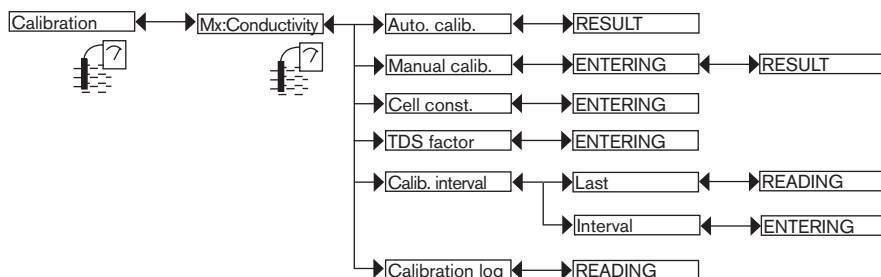 Calibration
Mx:Conductivity
Auto. calib.
RESULT
Manual calib.
ENTERING
RESULT
Cell const.
ENTERING
TDS factor
ENTERING
Calib. interval
Last
READING
Interval
ENTERING
Calibration log
READING